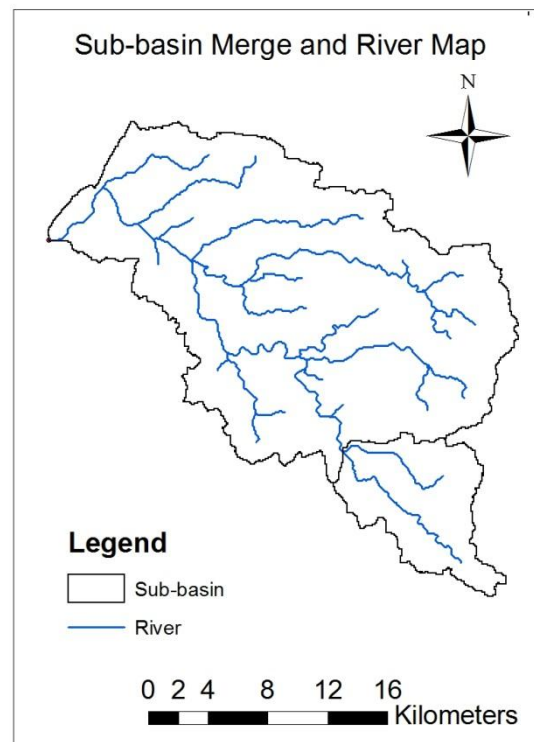 Sub-basin Merge and River Map
N
Legend
Sub-basin
River
0 2 4 8 12 16
Kilometers